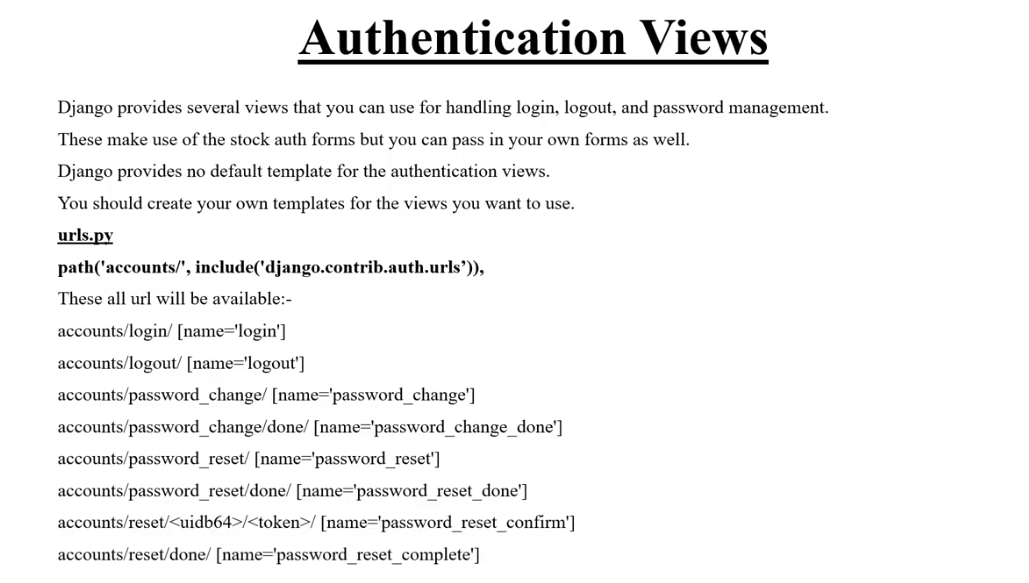 Authentication Views
Django provides several views that you can use for handling login, logout, and password management.
These make use of the stock auth forms but you can pass in your own forms as well.
Django provides no default template for the authentication views.
You should create your own templates for the views you want to use.
urls.py
path('accounts/', include('django.contrib.auth.urls’)),
These all url will be available:-
accounts/login/ [name='login']
accounts/logout/ [name='logout']
accounts/password_change/ [name='password_change']
accounts/password_change/done/ [name='password_change_done']
accounts/password_reset/ [name='password_reset']
accounts/password_reset/done/ [name='password_reset_done']
accounts/reset/<uidb64>/<token>/ [name='password_reset_confirm']
accounts/reset/done/ [name='password_reset_complete']